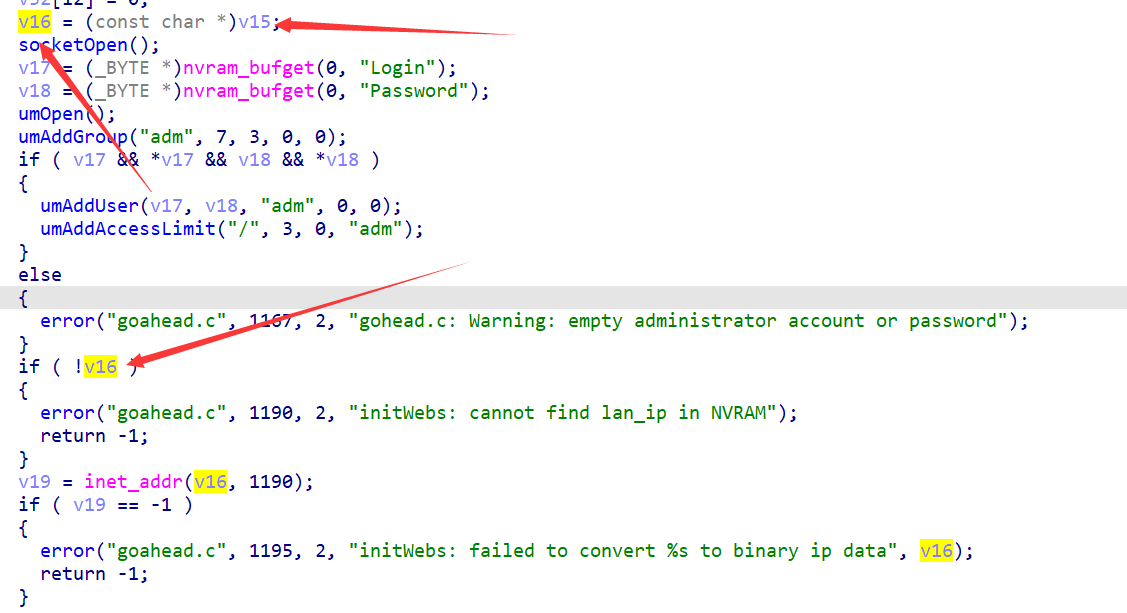 v16 = (const char *)v15;
socketOpen();
v17 = (_BYTE *)nvram_bufget(0, "Login");
v18 = (_BYTE *)nvram_bufget(0, "Password");
umOpen();
umAddGroup("adm", 7, 3, 0, 0);
if ( v17 && *v17 && v18 && *v18 )
{
umAddUser(v17, v18, "adm", 0, 0);
umAddAccessLimit("/", 3, 0, "adm");
}
else
{
error("goahead.c", 1167, 2, "gohead.c: Warning: empty administrator account or password");
}
if ( !v16 )
{
error("goahead.c", 1190, 2, "initWebs: cannot find lan_ip in NVRAM");
return -1;
}
v19 = inet_addr(v16, 1190);
if ( v19 == -1 )
{
error("goahead.c", 1195, 2, "initWebs: failed to convert %s to binary ip data", v16);
return -1;
}